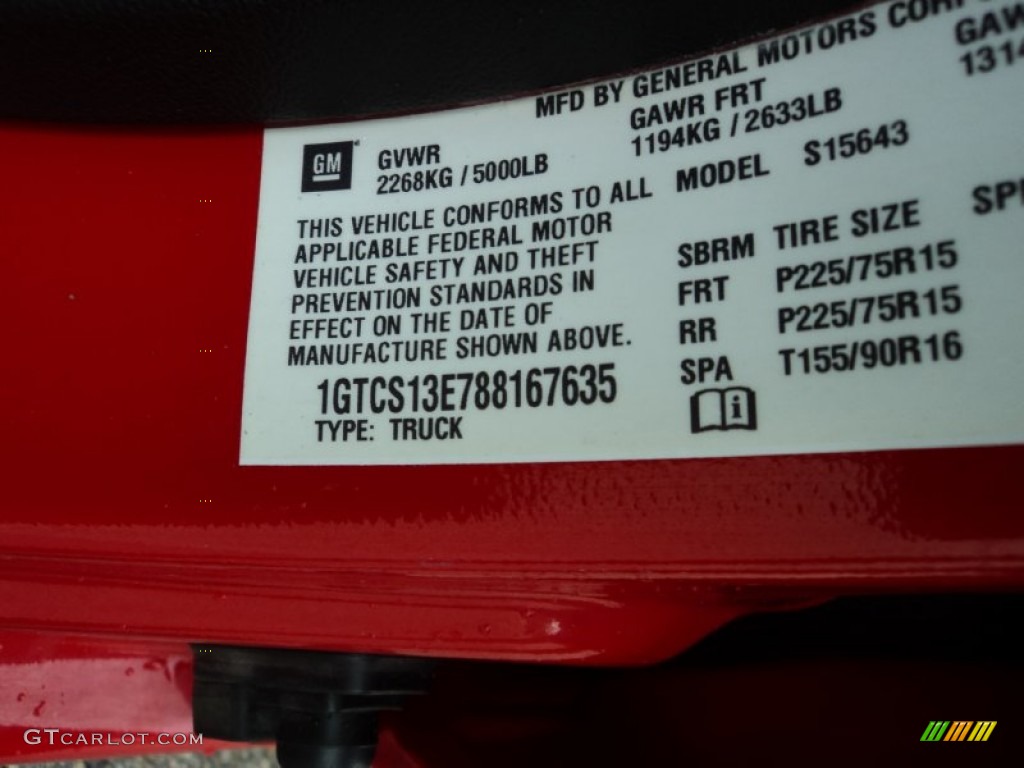 MFD BY GENERAL MOTORS CORP
GM
GVWR
2268KG / 5000LB
GAWR FRT
1194KG / 2633LB
GAW
1314
THIS VEHICLE CONFORMS TO ALL
APPLICABLE FEDERAL MOTOR
VEHICLE SAFETY AND THEFT
PREVENTION STANDARDS IN
EFFECT ON THE DATE OF
MANUFACTURE SHOWN ABOVE.
1GTCS13E788167635
TYPE: TRUCK
MODEL S15643
SBRM TIRE SIZE
FRT P225/75R15
RR P225/75R15
SPA T155/90R16
GTCARLOT.COM